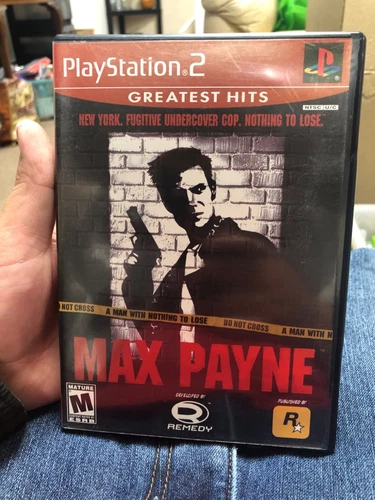 PlayStation®2
GREATEST HITS
NTSC U/C
NEW YORK. FUGITIVE UNDERCOVER COP. NOTHING TO LOSE.
DO NOT CROSS A MAN WITH NOTHING TO LOSE DO NOT CROSS A MAN WITH N
MAX PAYNE
MATURE
M
ESRB
DEVELOPED BY
R
REMEDY
PUBLISHED BY
R